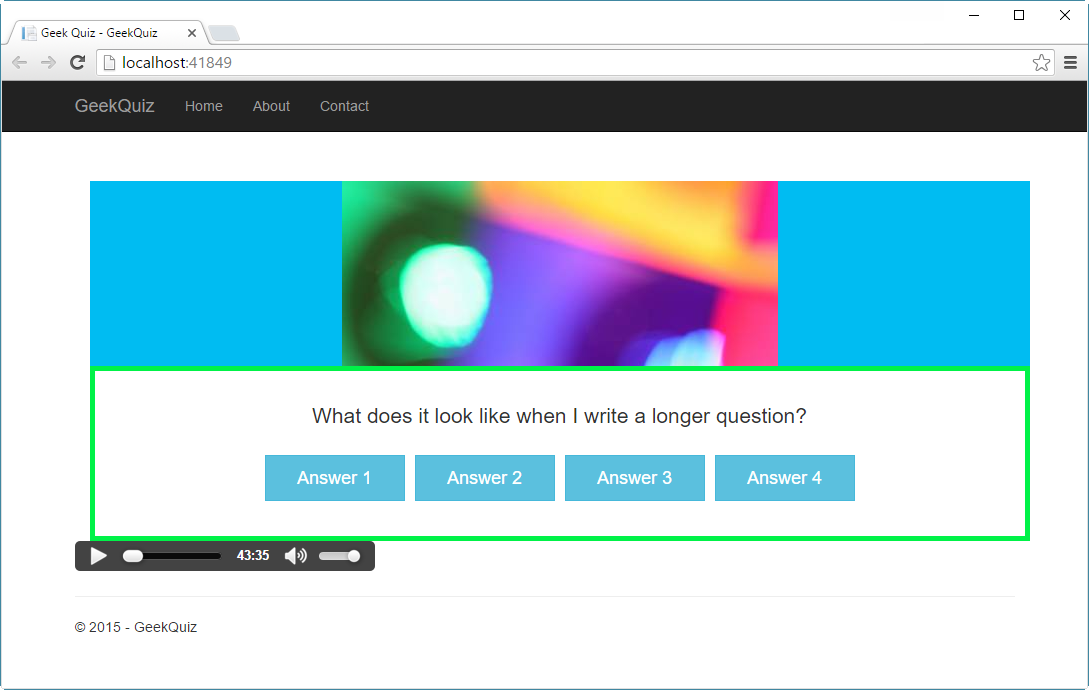 Geek Quiz - GeekQuiz
localhost:41849
GeekQuiz Home About Contact
What does it look like when I write a longer question?
Answer 1 Answer 2 Answer 3 Answer 4
43:35
© 2015 - GeekQuiz